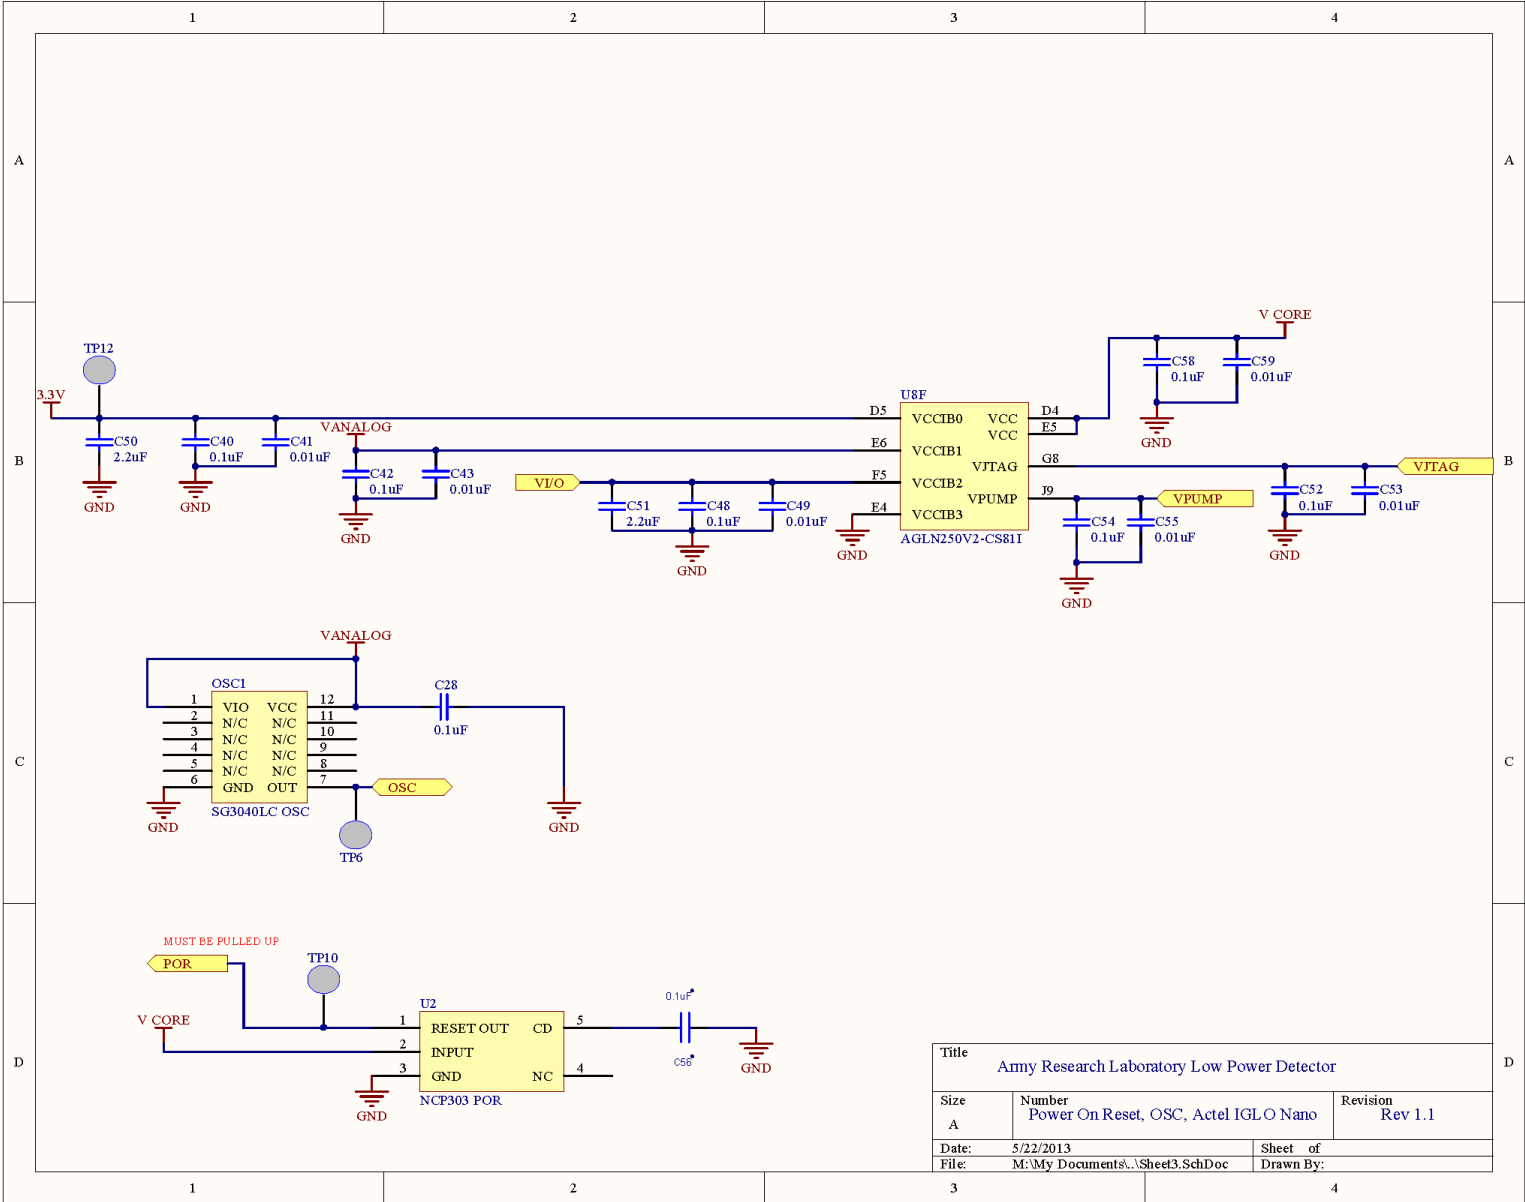 1 2 3 4
A A
V CORE
C58 C59
0.1uF 0.01uF
GND
TP12
3.3V
C50 C40 C41
2.2uF 0.1uF 0.01uF
GND GND
VANALOG
C42 C43
0.1uF 0.01uF
GND
VI/O
C51 C48 C49
2.2uF 0.1uF 0.01uF
GND
GND
U8F
D5 VCCIB0 VCC D4
VCC E5
E6 VCCIB1
VJTAG G8
F5 VCCIB2
VPUMP J9
E4 VCCIB3
AGLN250V2-CS81I
VJTAG
VPUMP
C52 C53
0.1uF 0.01uF
GND
C54 C55
0.1uF 0.01uF
GND
B B
VANALOG
OSC1
C28
0.1uF
1 VIO VCC 12
2 N/C N/C 11
3 N/C N/C 10
4 N/C N/C 9
5 N/C N/C 8
6 GND OUT 7
OSC
SG3040LC OSC
GND GND
TP6
C C
MUST BE PULLED UP
POR
TP10
V CORE
U2
1 RESET OUT CD 5
2 INPUT
3 GND NC 4
NCP303 POR
GND
0.1uF
C56
GND
D D
Title
Army Research Laboratory Low Power Detector
Size Number Revision
A Power On Reset, OSC, Actel IGLO Nano Rev 1.1
Date: 5/22/2013 Sheet of
File: M:\My Documents\..\Sheet3.SchDoc Drawn By:
1 2 3 4